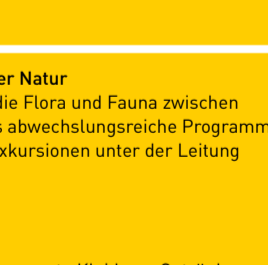 er Natur
die Flora und Fauna zwischen
s abwechslungsreiche Programm
xkursionen unter der Leitung